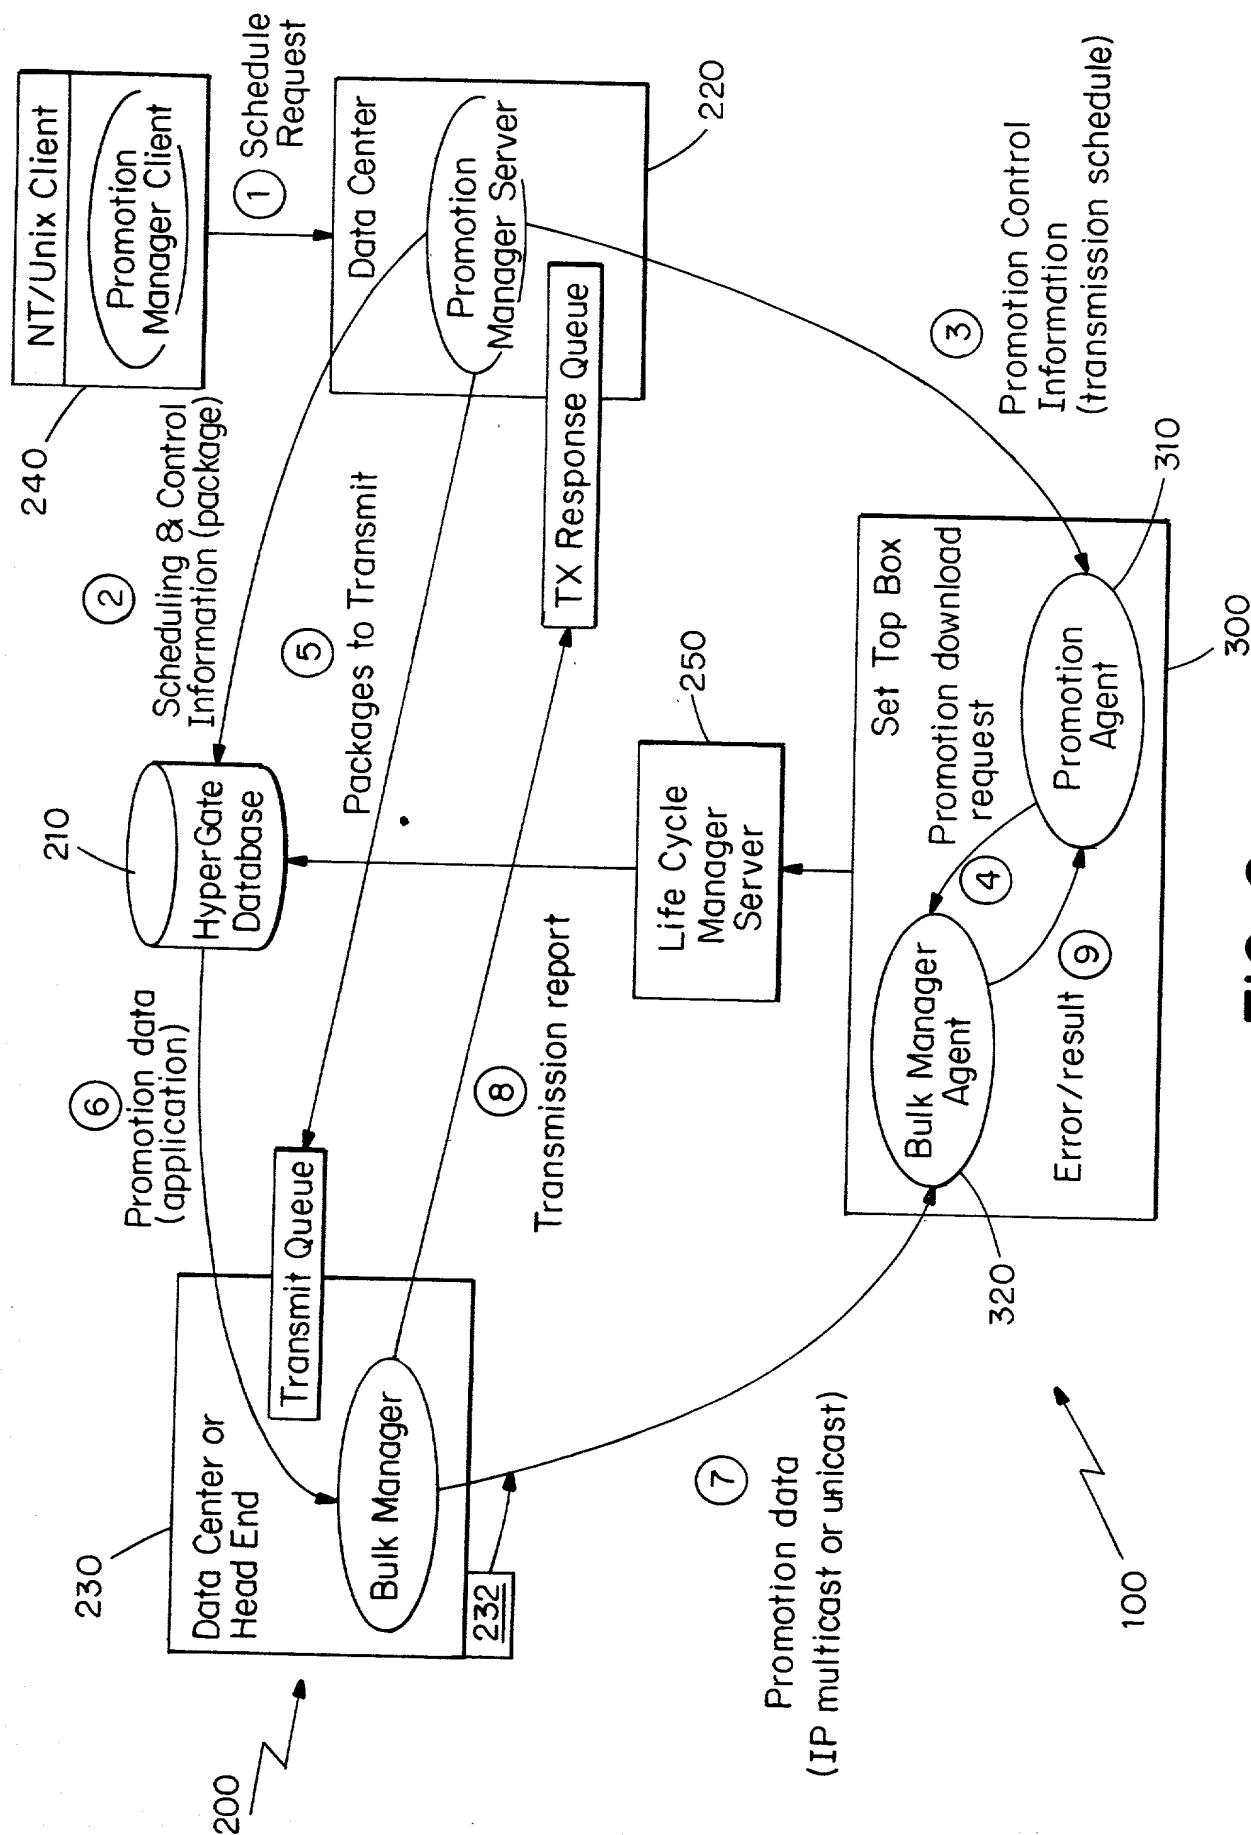 200
230
Data Center or
Head End
Bulk Manager
232
Transmit Queue
6
Promotion data
(application)
210
HyperGate
Database
2
Scheduling & Control
Information (package)
240
NT/Unix Client
Promotion
Manager Client
1
Schedule
Request
Data Center
Promotion
Manager Server
TX Response Queue
220
5
Packages to Transmit
8
Transmission report
250
Life Cycle
Manager
Server
3
Promotion Control
Information
(transmission schedule)
7
Promotion data
(IP multicast or unicast)
Set Top Box
Promotion download
request
4
Bulk Manager
Agent
Error/result
9
Promotion
Agent
310
300
320
100